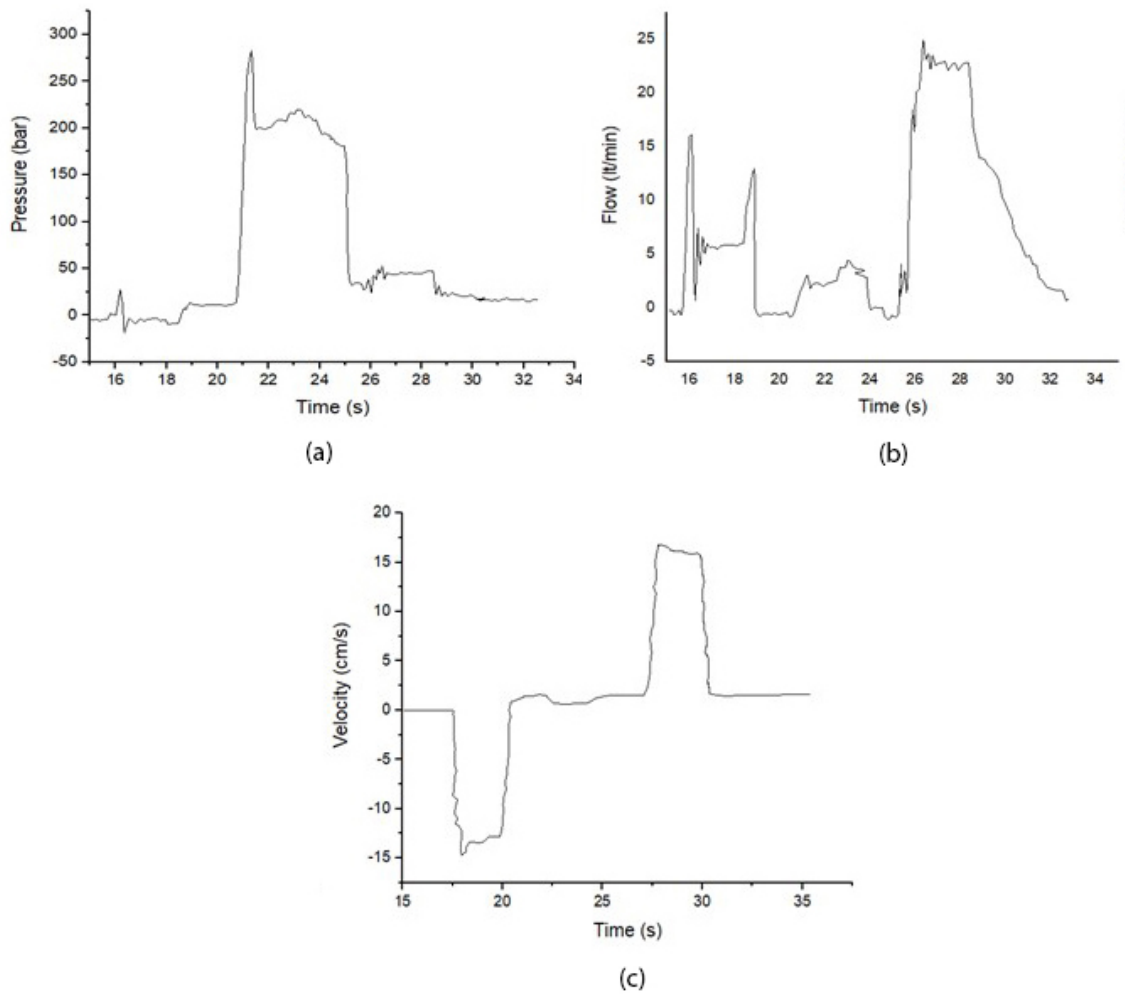 300
250
200
150
100
50
0
-50
Pressure (bar)
16 18 20 22 24 26 28 30 32 34
Time (s)
(a)
25
20
15
10
5
0
-5
Flow (lt/min)
16 18 20 22 24 26 28 30 32 34
Time (s)
(b)
20
15
10
5
0
-5
-10
-15
Velocity (cm/s)
15 20 25 30 35
Time (s)
(c)